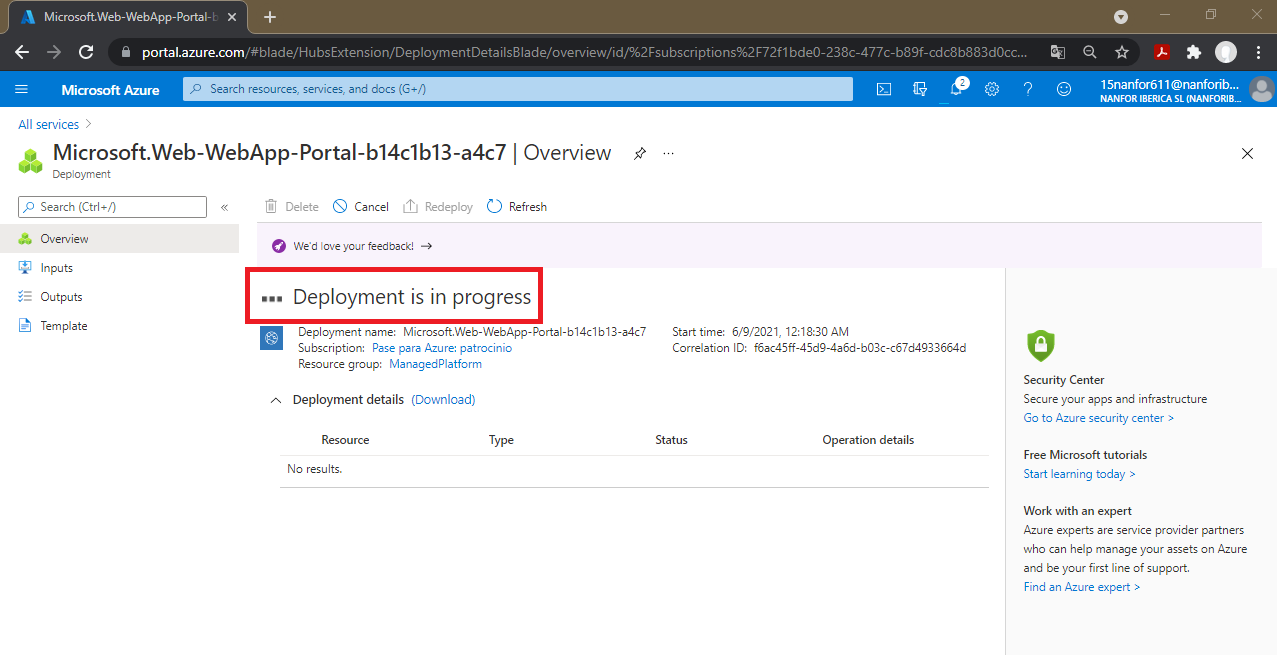 Microsoft.Web-WebApp-Portal-b
portal.azure.com/#blade/HubsExtension/DeploymentDetailsBlade/overview/id/%2Fsubscriptions%2F72f1bde0-238c-477c-b89f-cdc8b883d0cc...
Microsoft Azure
Search resources, services, and docs (G+/)
2
15nanfor611@nanforib...
NANFOR IBERICA SL (NANFORIB...
All services
Microsoft.Web-WebApp-Portal-b14c1b13-a4c7 | Overview
Deployment
Search (Ctrl+/)
Delete
Cancel
Redeploy
Refresh
Overview
Inputs
Outputs
Template
We'd love your feedback! →
Deployment is in progress
Deployment name: Microsoft.Web-WebApp-Portal-b14c1b13-a4c7
Subscription: Pase para Azure: patrocinio
Resource group: ManagedPlatform
Start time: 6/9/2021, 12:18:30 AM
Correlation ID: f6ac45ff-45d9-4a6d-b03c-c67d4933664d
Deployment details (Download)
Resource Type Status Operation details
No results.
Security Center
Secure your apps and infrastructure
Go to Azure security center >
Free Microsoft tutorials
Start learning today >
Work with an expert
Azure experts are service provider partners
who can help manage your assets on Azure
and be your first line of support.
Find an Azure expert >